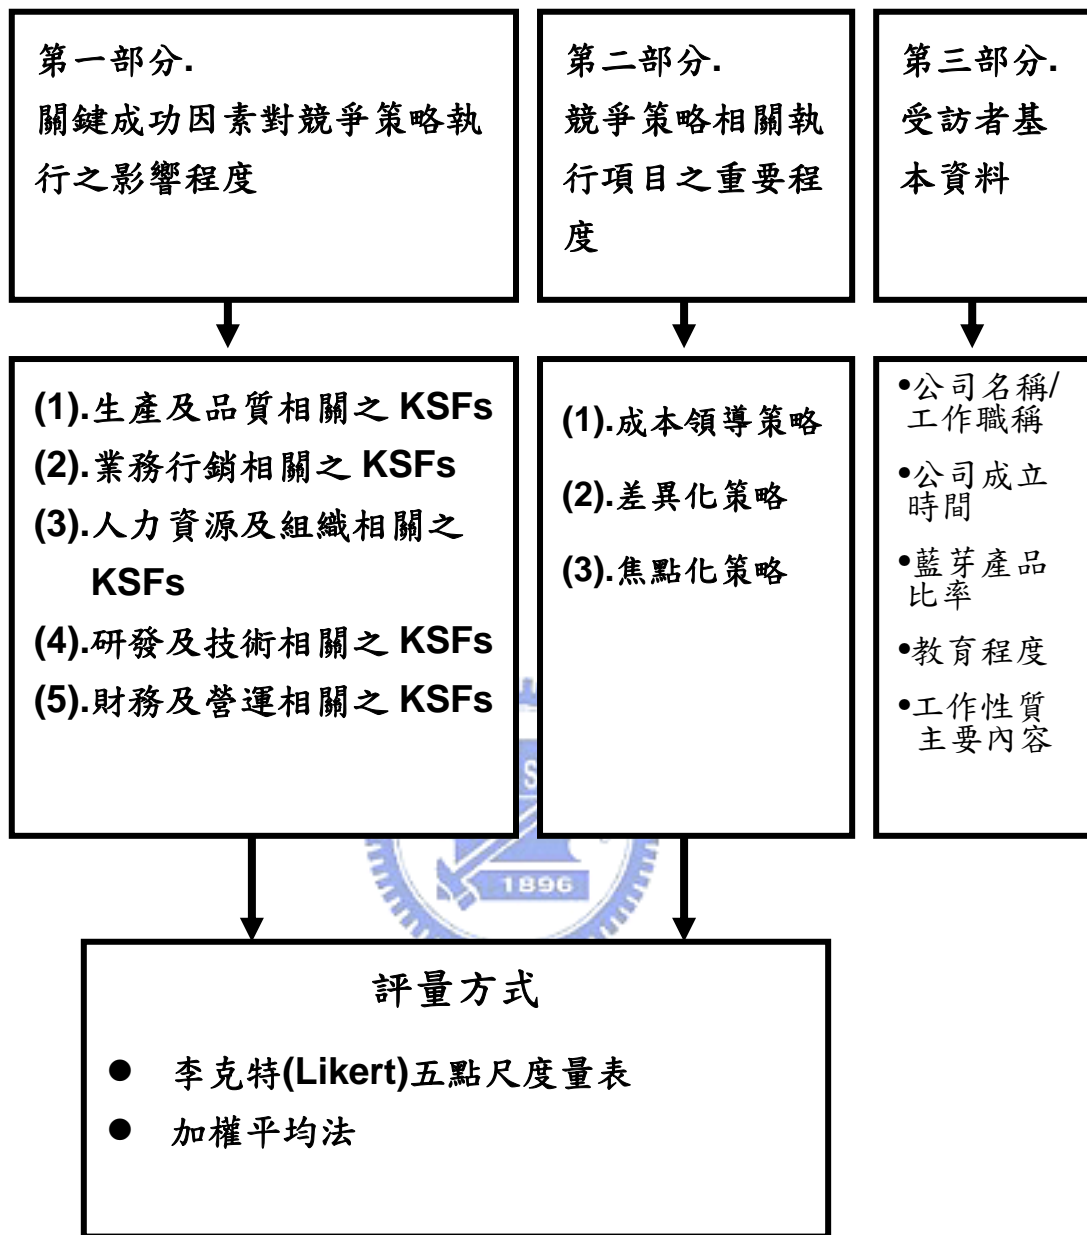 第一部分.
關鍵成功因素對競爭策略執
行之影響程度
第二部分.
競爭策略相關執
行項目之重要程
度
第三部分.
受訪者基
本資料
(1).生產及品質相關之 KSFs
(2).業務行銷相關之 KSFs
(3).人力資源及組織相關之
KSFs
(4).研發及技術相關之 KSFs
(5).財務及營運相關之 KSFs
(1).成本領導策略
(2).差異化策略
(3).焦點化策略
•公司名稱/
工作職稱
•公司成立
時間
•藍芽產品
比率
•教育程度
•工作性質
主要內容
1896
評量方式
● 李克特(Likert)五點尺度量表
● 加權平均法